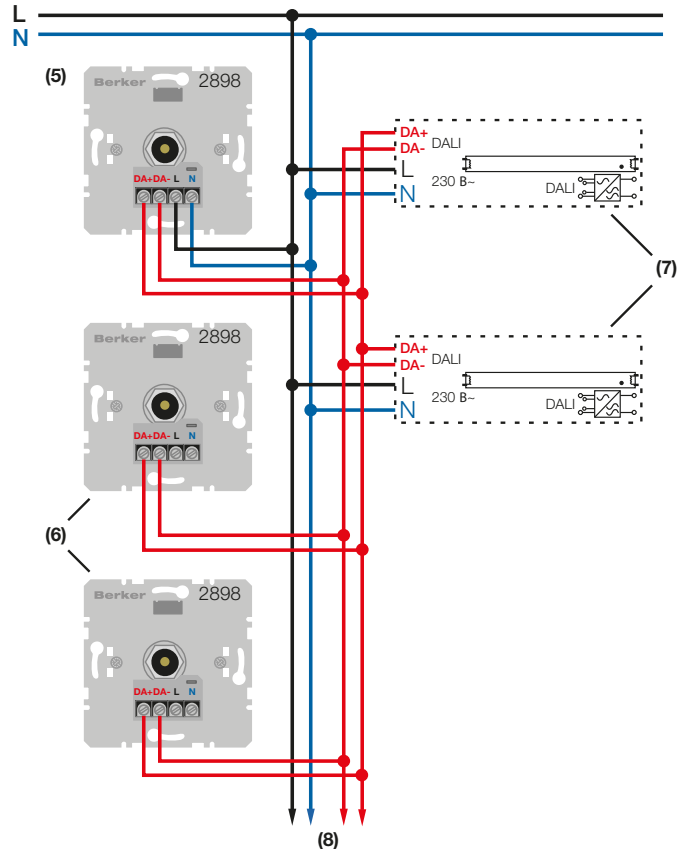 L
N
(5)
Berker 2898
DA+ DA- L N
DA+
DA- DALI
L
230 В~
N
DALI
(7)
Berker 2898
DA+ DA- L N
DA+
DA- DALI
L
230 В~
N
DALI
(6)
Berker 2898
DA+ DA- L N
(8)